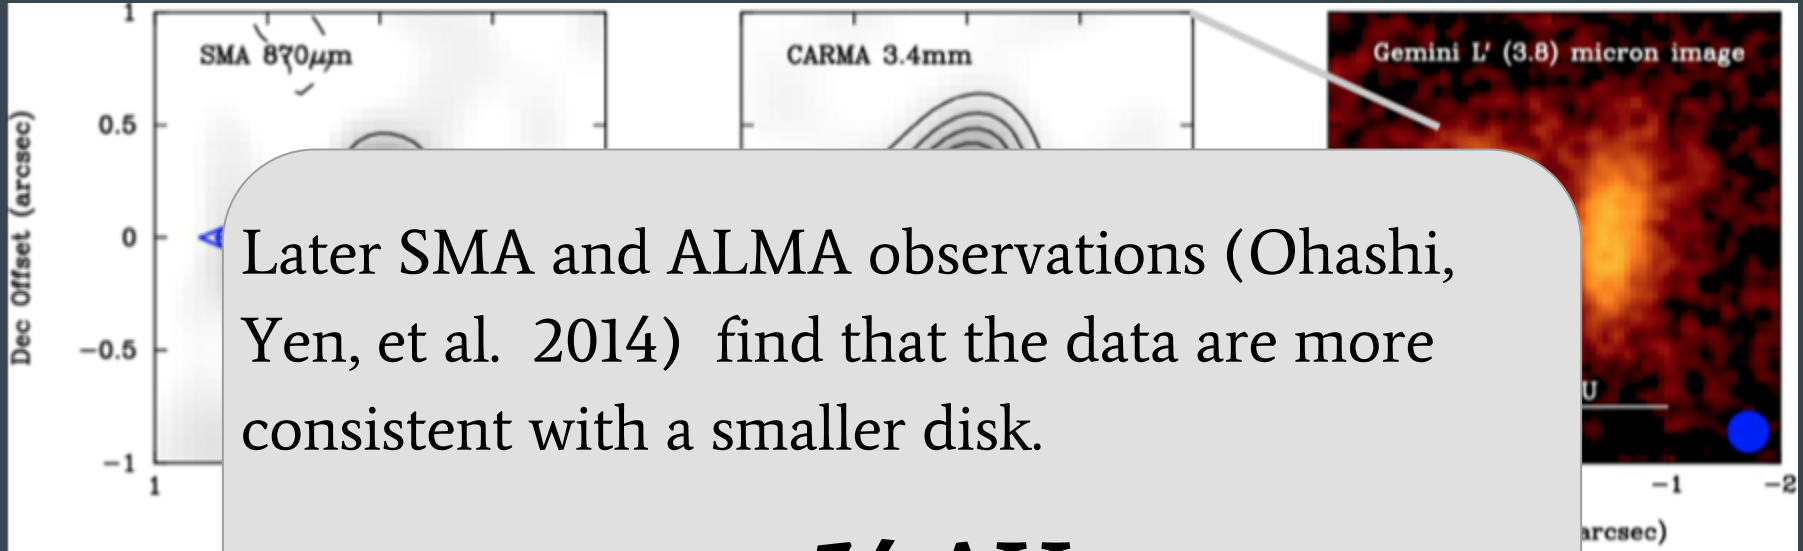 1
SMA 870μm
CARMA 3.4mm
Gemini L′ (3.8) micron image
0.5
0
−0.5
−1
Dec Offset (arcsec)
Later SMA and ALMA observations (Ohashi,
Yen, et al. 2014) find that the data are more
consistent with a smaller disk.
U
1
−1
−2
arcsec)